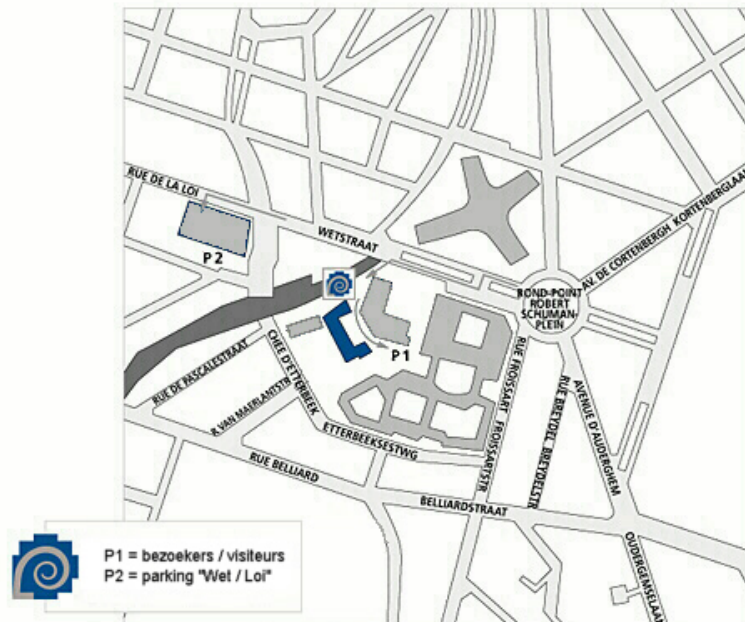 RUE DE LA LOI
WETSTRAAT
P2
AV. DE CORTENBERGH KORTENBERGLAAN
ROND-POINT
ROBERT
SCHUMAN-
PLEIN
P1
RUE DE PASCALESTRAAT
CHEE D'ETTERBEEK
R. VAN MAERLANTSTR
ETTERBEEKSESTWG
RUE FROISSART FROISSARTSTR
RUE BREYDEL BREYDELSTR
AVENUE D'AUDERGHEM
RUE BELLIARD
BELLIARDSTRAAT
OUDERGEMSELAAN
P1 = bezoekers / visiteurs
P2 = parking "Wet / Loi"